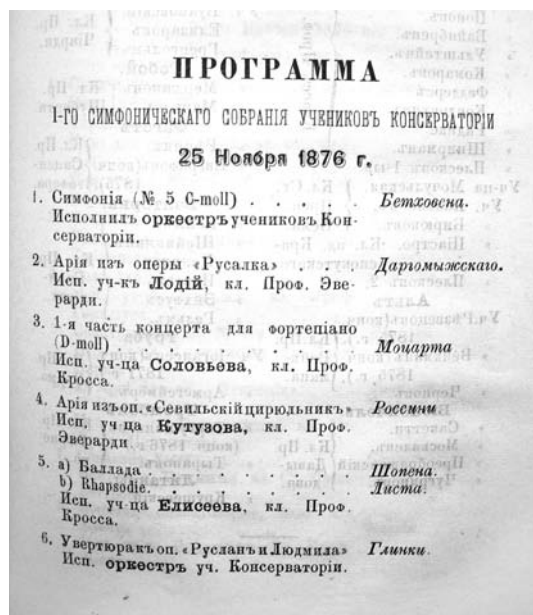 ПРОГРАММА
1-ГО СИМФОНИЧЕСКАГО СОБРАНІЯ УЧЕНИКОВЪ КОНСЕРВАТОРІИ
25 Ноября 1876 г.
1. Симфонія (№ 5 C-moll) . . . . . Бетховена.
Исполнилъ оркестръ учениковъ Кон-
серваторіи.
2. Арія изъ оперы «Русалка» . . . Даргомыжскаго.
Исп. уч-къ Лодій, кл. Проф. Эве-
рарди.
3. 1-я часть концерта для фортепіано
(D-moll) . . . . . . . . . Моцарта
Исп. уч-ца Соловьева, кл. Проф.
Кросса.
4. Арія изъ оп. «Севильскій цирюльникъ» Россини
Исп. уч-ца Кутузова, кл. Проф.
Эверарди
5. a) Баллада . . . . . . . . Шопена.
b) Rhapsodie. . . . . . . . Листа.
Исп. уч-ца Елисеева, кл. Проф.
Кросса.
6. Увертюра къ оп. «Русланъ и Людмила» Глинки.
Исп. оркестръ уч. Консерваторіи.